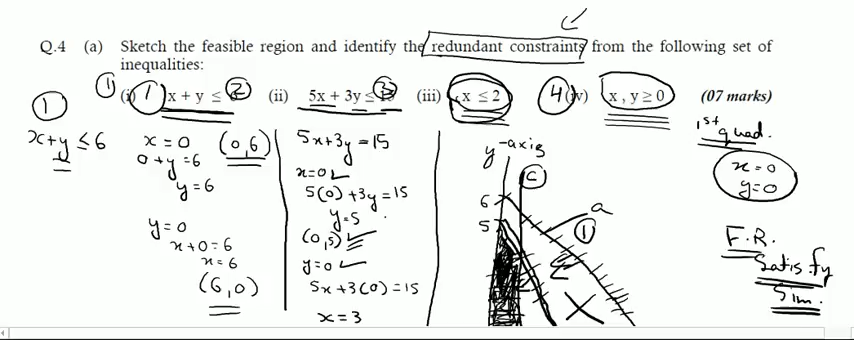 Q.4 (a) Sketch the feasible region and identify the redundant constraints from the following set of
inequalities:
(i) x + y ≤ (ii) 5x + 3y ≤ (iii) x ≤ 2 (iv) x , y ≥ 0 (07 marks)
1 1 2 3 4
1
x+y ≤ 6
x=0 (0,6)
0+y=6
y=6
y=0
x+0=6
x=6
(6,0)
5x+3y=15
x=0
5(0)+3y=15
y=5
(0,5)
y=0
5x+3(0)=15
x=3
y-axis
C
6
5
a
1
1st quad.
x=0
y=0
F.R.
Satisfy
Sim.